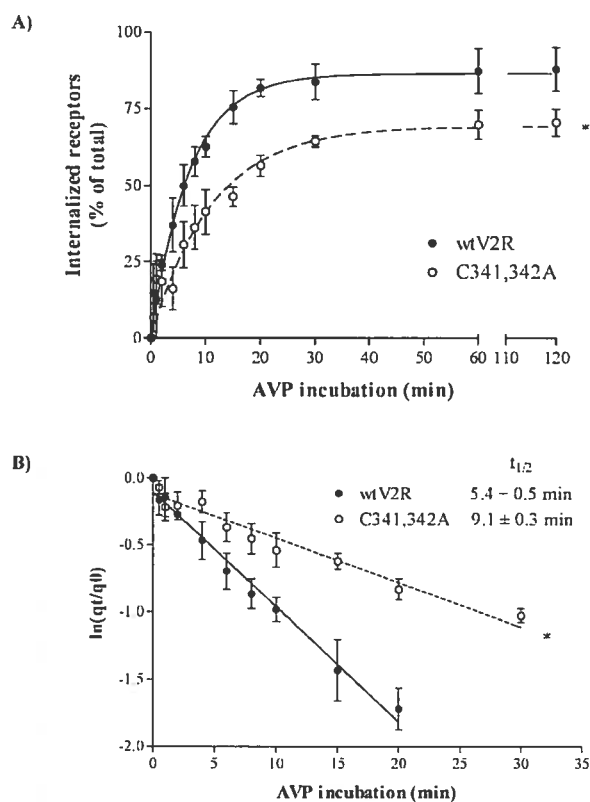 A)
100
75
50
25
0
Internalized receptors
(% of total)
wtV2R
C341,342A
*
0 10 20 30 40 50 60 110 120
AVP incubation (min)
B)
t1/2
wtV2R 5.4 ± 0.5 min
C341,342A 9.1 ± 0.3 min
0.0
-0.5
-1.0
-1.5
-2.0
ln(qt/q0)
*
0 5 10 15 20 25 30 35
AVP incubation (min)